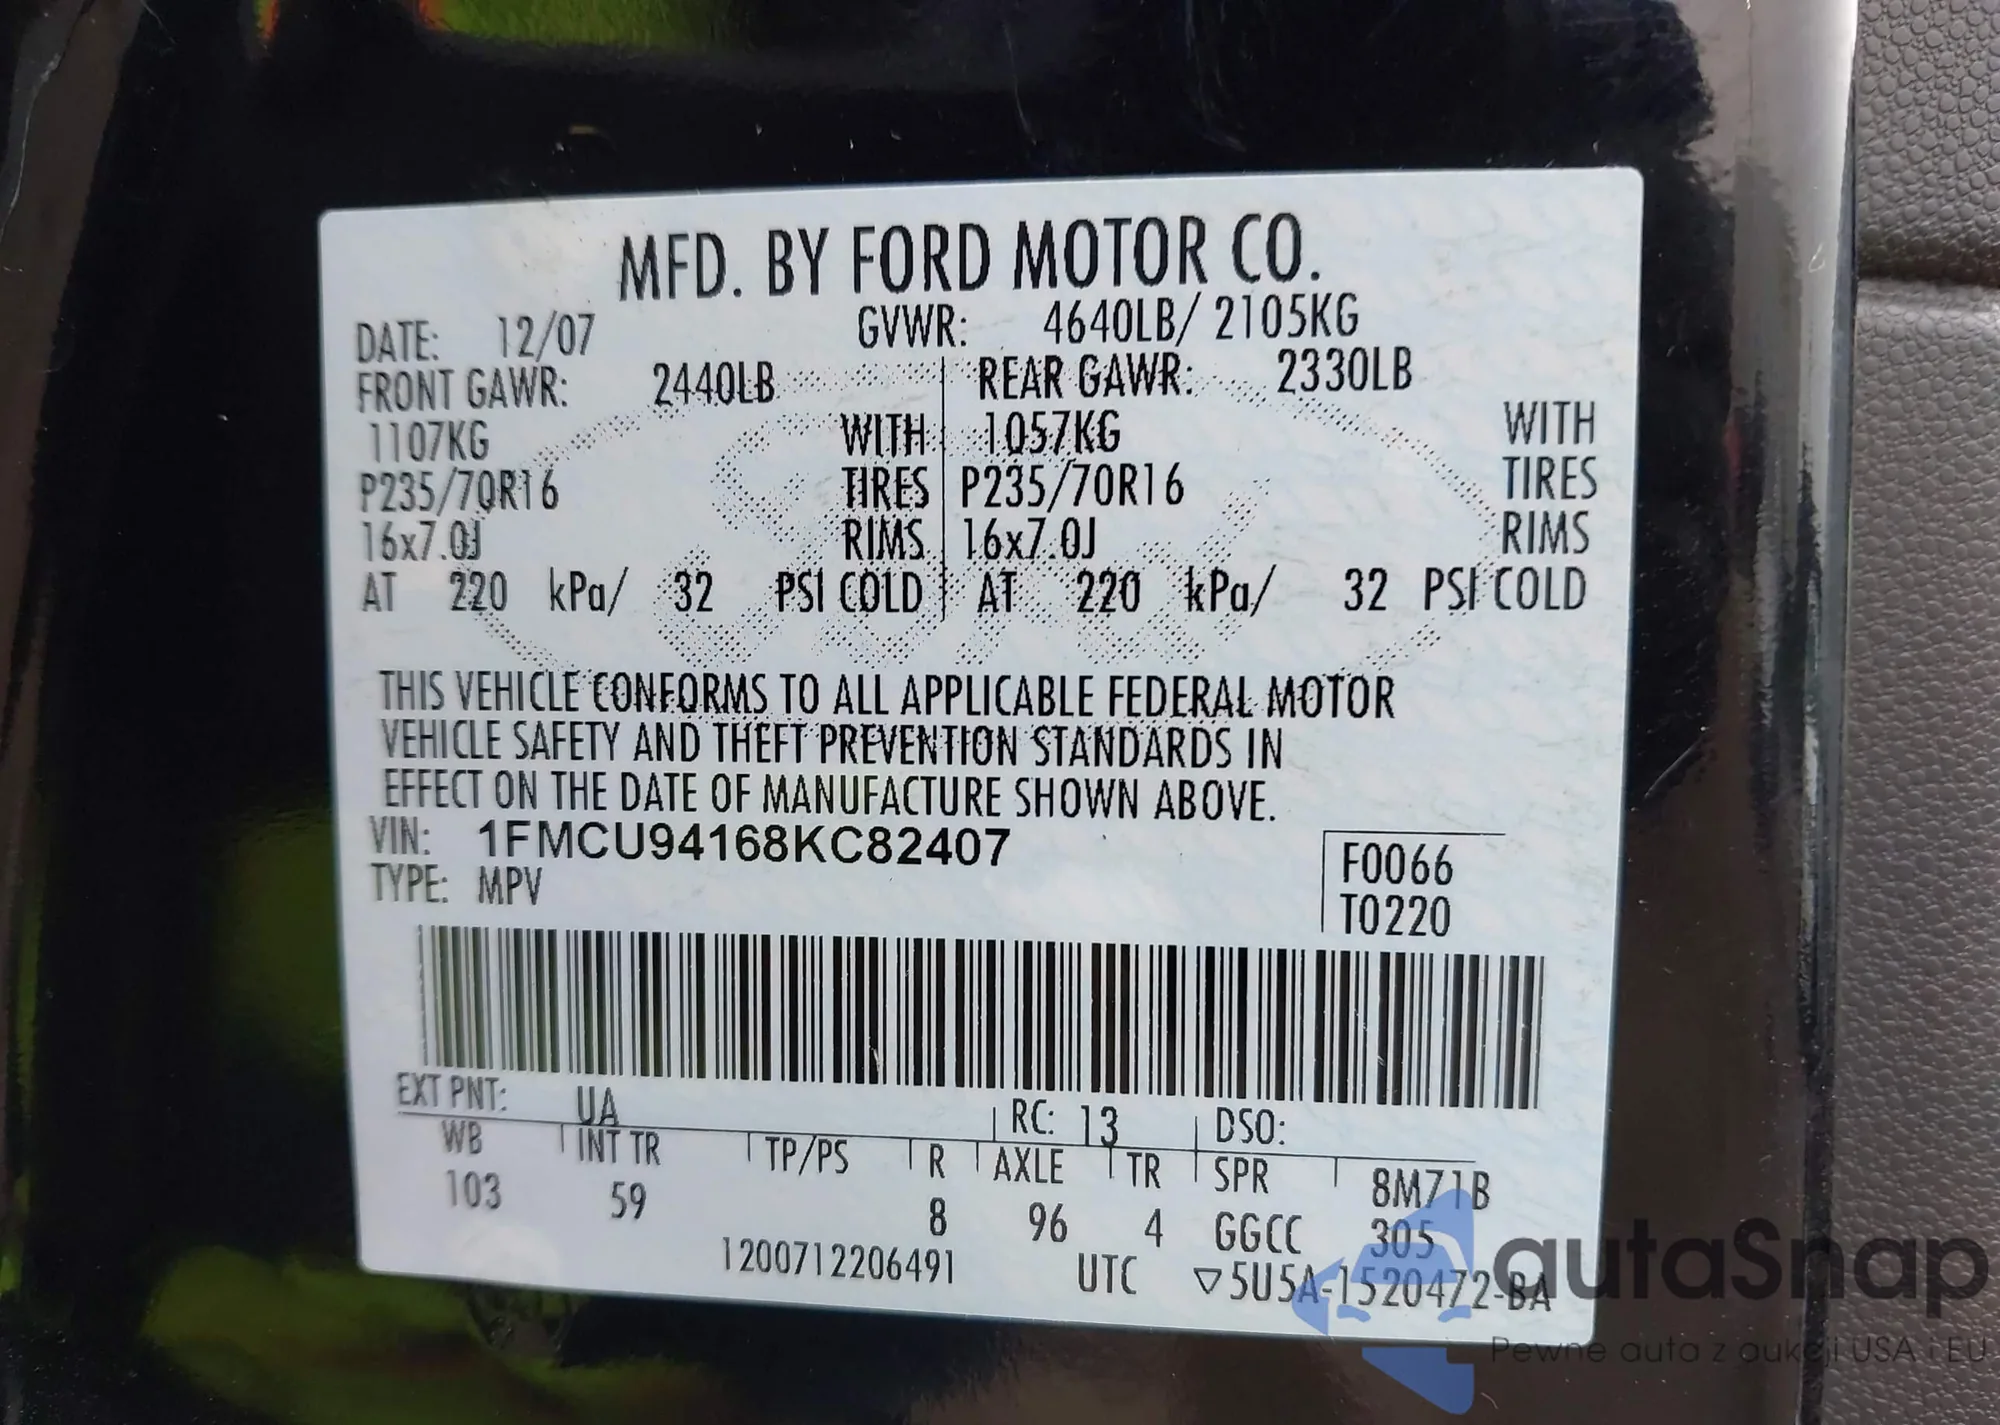 MFD. BY FORD MOTOR CO.
DATE: 12/07 GVWR: 4640LB/ 2105KG
FRONT GAWR: 2440LB REAR GAWR: 2330LB
1107KG WITH 1057KG WITH
P235/70R16 TIRES P235/70R16 TIRES
16x7.0J RIMS 16x7.0J RIMS
AT 220 kPa/ 32 PSI COLD AT 220 kPa/ 32 PSI COLD
THIS VEHICLE CONFORMS TO ALL APPLICABLE FEDERAL MOTOR
VEHICLE SAFETY AND THEFT PREVENTION STANDARDS IN
EFFECT ON THE DATE OF MANUFACTURE SHOWN ABOVE.
VIN: 1FMCU94168KC82407
TYPE: MPV
F0066
T0220
EXT PNT: UA RC: 13 DSO:
WB INT TR TP/PS R AXLE TR SPR 8M71B
103 59 8 96 4 GGCC 305
1200712206491 UTC ▽5U5A-1520472-BA
autaSnap
Pewne auta z aukcji USA i EU